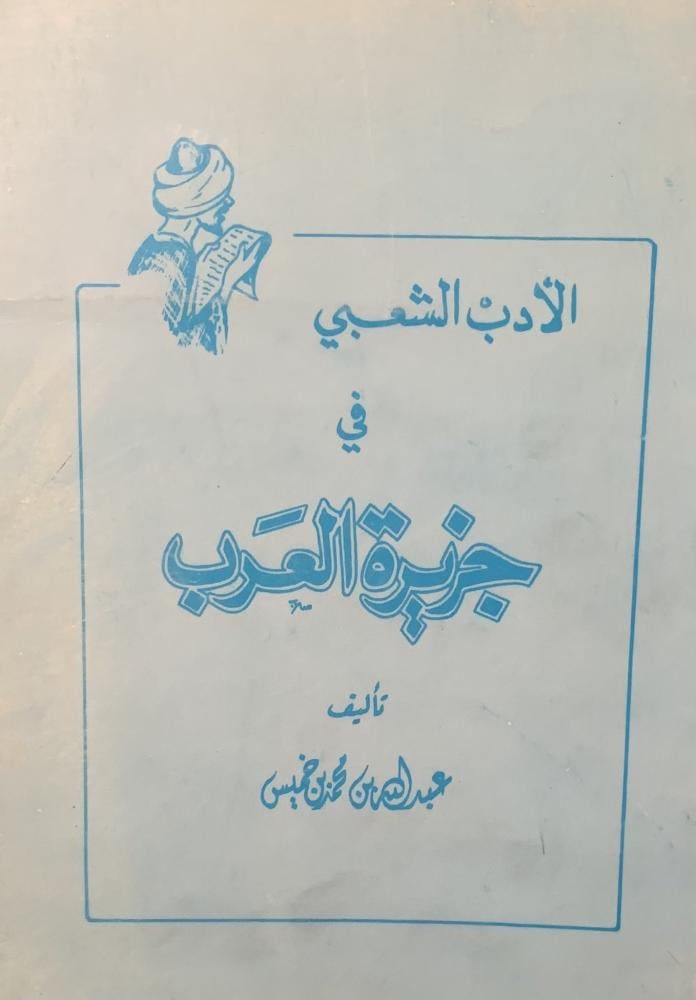 الأدب الشعبي
في
جزيرة العرب
تأليف
عبدالله بن محمد بن خميس